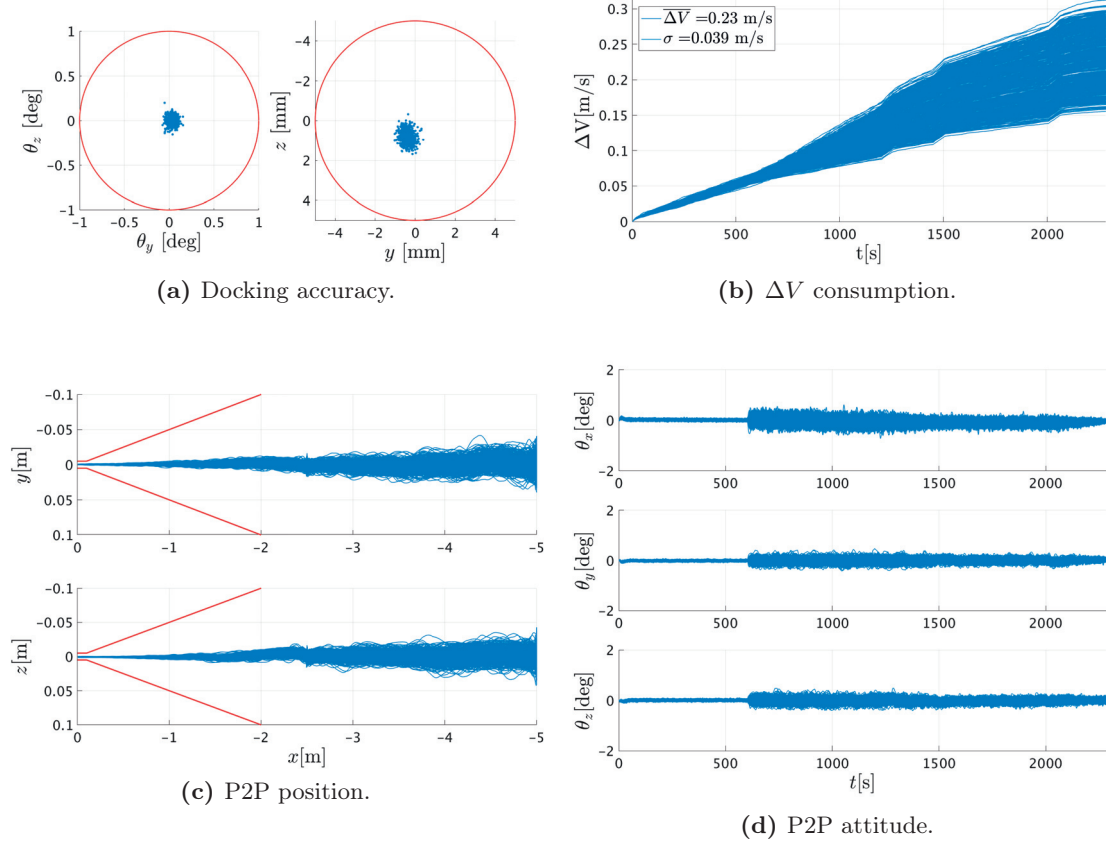 1
0.5
0
-0.5
-1
-1 -0.5 0 0.5 1
θz [deg]
θy [deg]
-4
-2
0
2
4
-4 -2 0 2 4
z [mm]
y [mm]
(a) Docking accuracy.
0.3
0.25
0.2
0.15
0.1
0.05
0
0 500 1000 1500 2000
ΔV[m/s]
t[s]
ΔV̅ =0.23 m/s
σ =0.039 m/s
(b) ΔV consumption.
-0.1
-0.05
0
0.05
0.1
0 -1 -2 -3 -4 -5
y[m]
-0.1
-0.05
0
0.05
0.1
0 -1 -2 -3 -4 -5
z[m]
x[m]
(c) P2P position.
2
0
-2
0 500 1000 1500 2000
θx[deg]
2
0
-2
0 500 1000 1500 2000
θy[deg]
2
0
-2
0 500 1000 1500 2000
θz[deg]
t[s]
(d) P2P attitude.